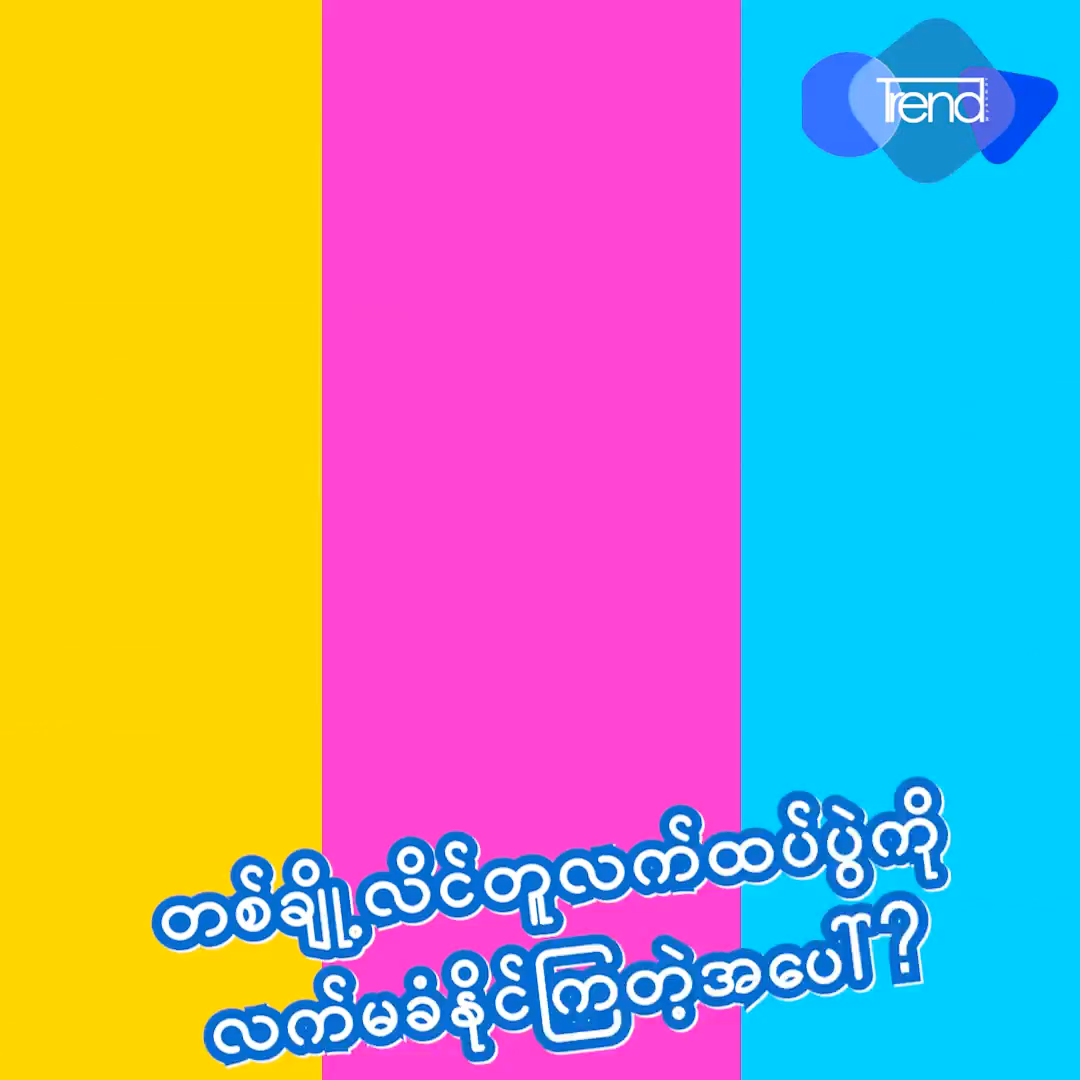 Trend
တစ်ချို့လိင်တူလက်ထပ်ပွဲကို
လက်မခံနိုင်ကြတဲ့အပေါ်?